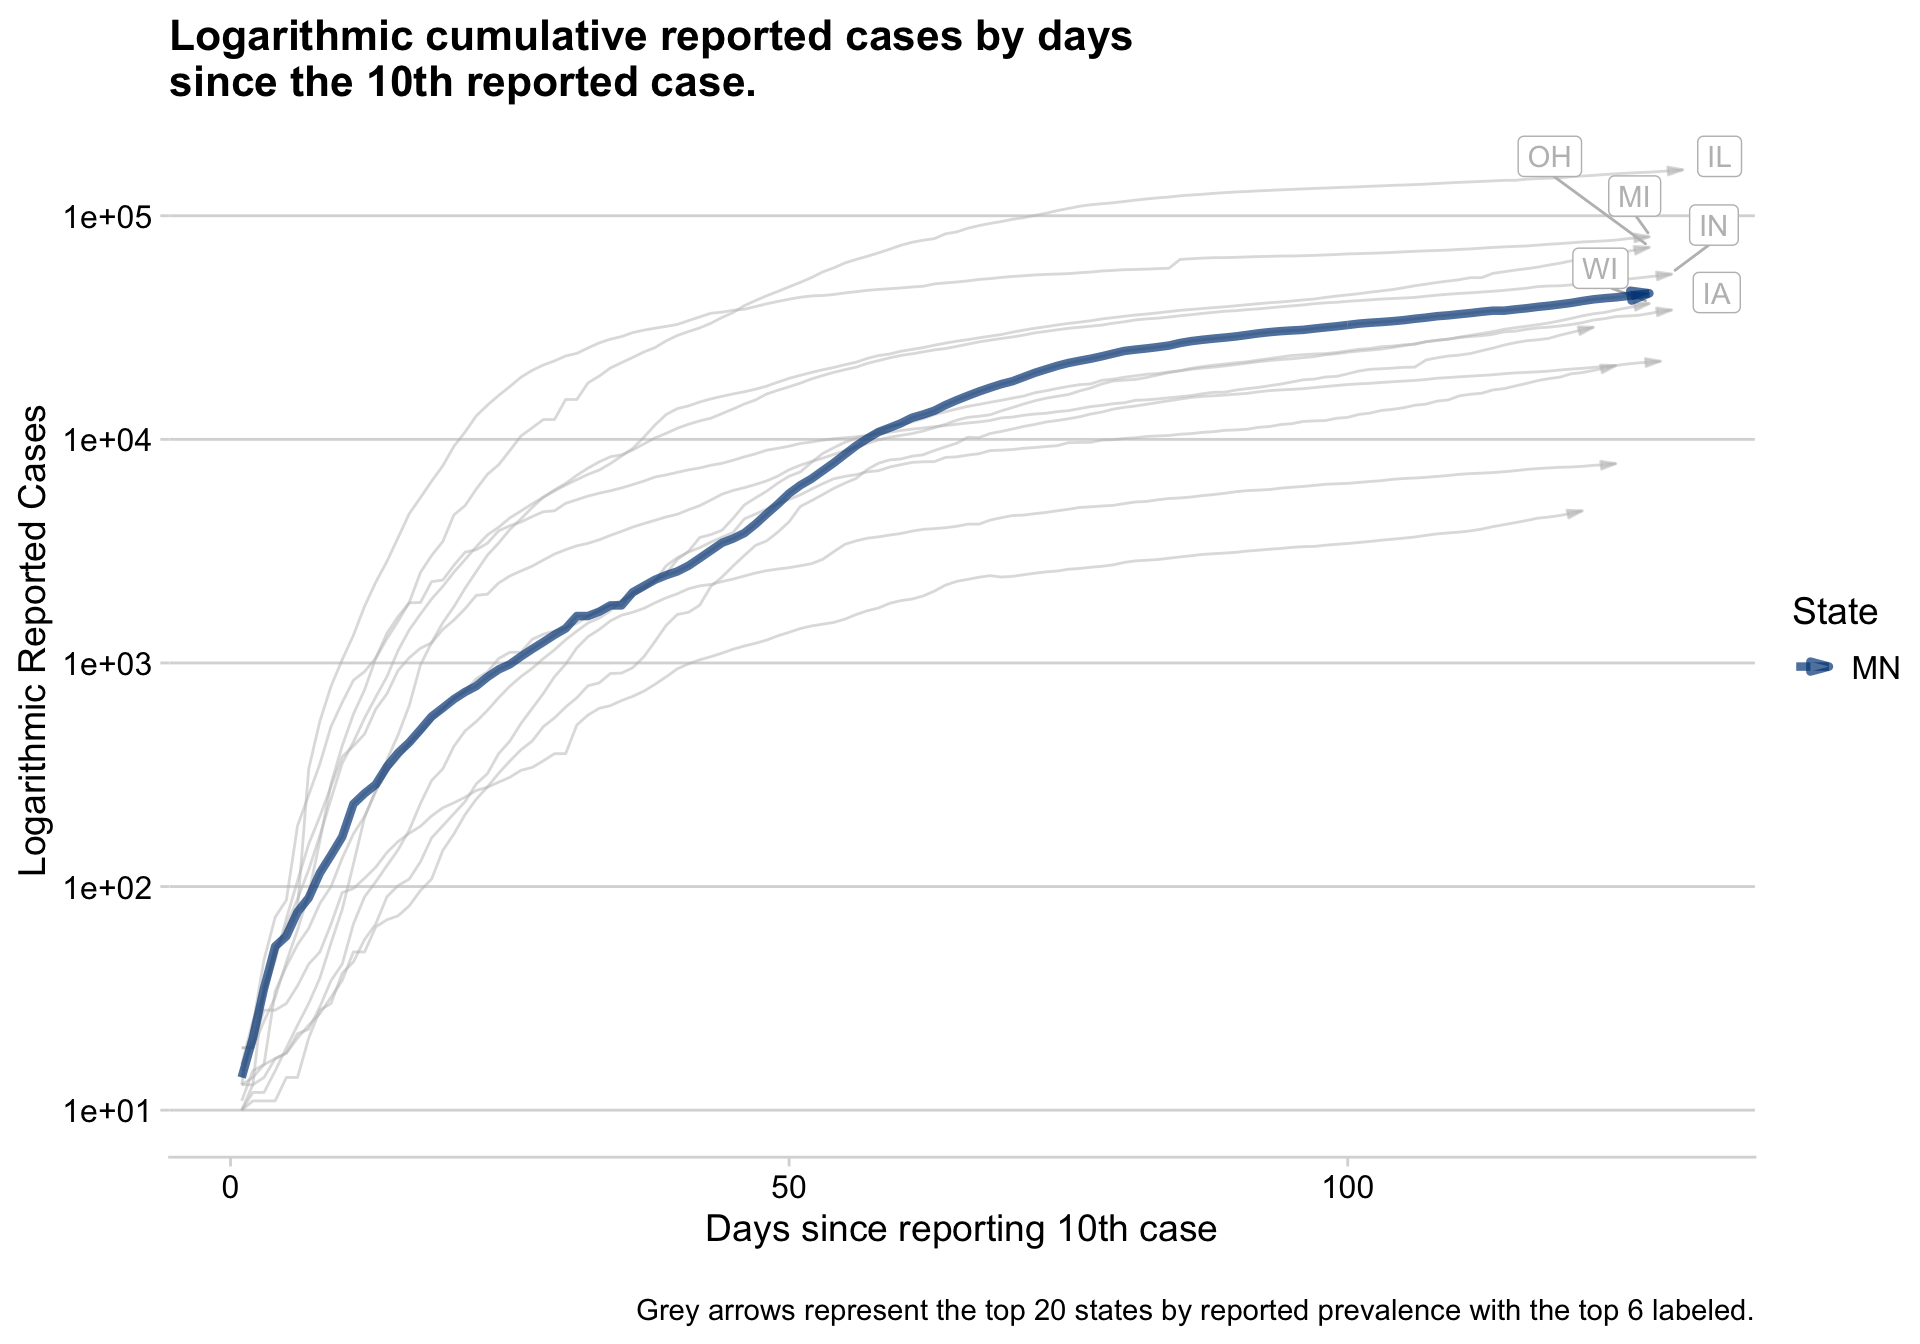 Logarithmic cumulative reported cases by days
since the 10th reported case.
OH
IL
MI
IN
WI
IA
1e+05
1e+04
1e+03
1e+02
1e+01
Logarithmic Reported Cases
0
50
100
Days since reporting 10th case
State
MN
Grey arrows represent the top 20 states by reported prevalence with the top 6 labeled.